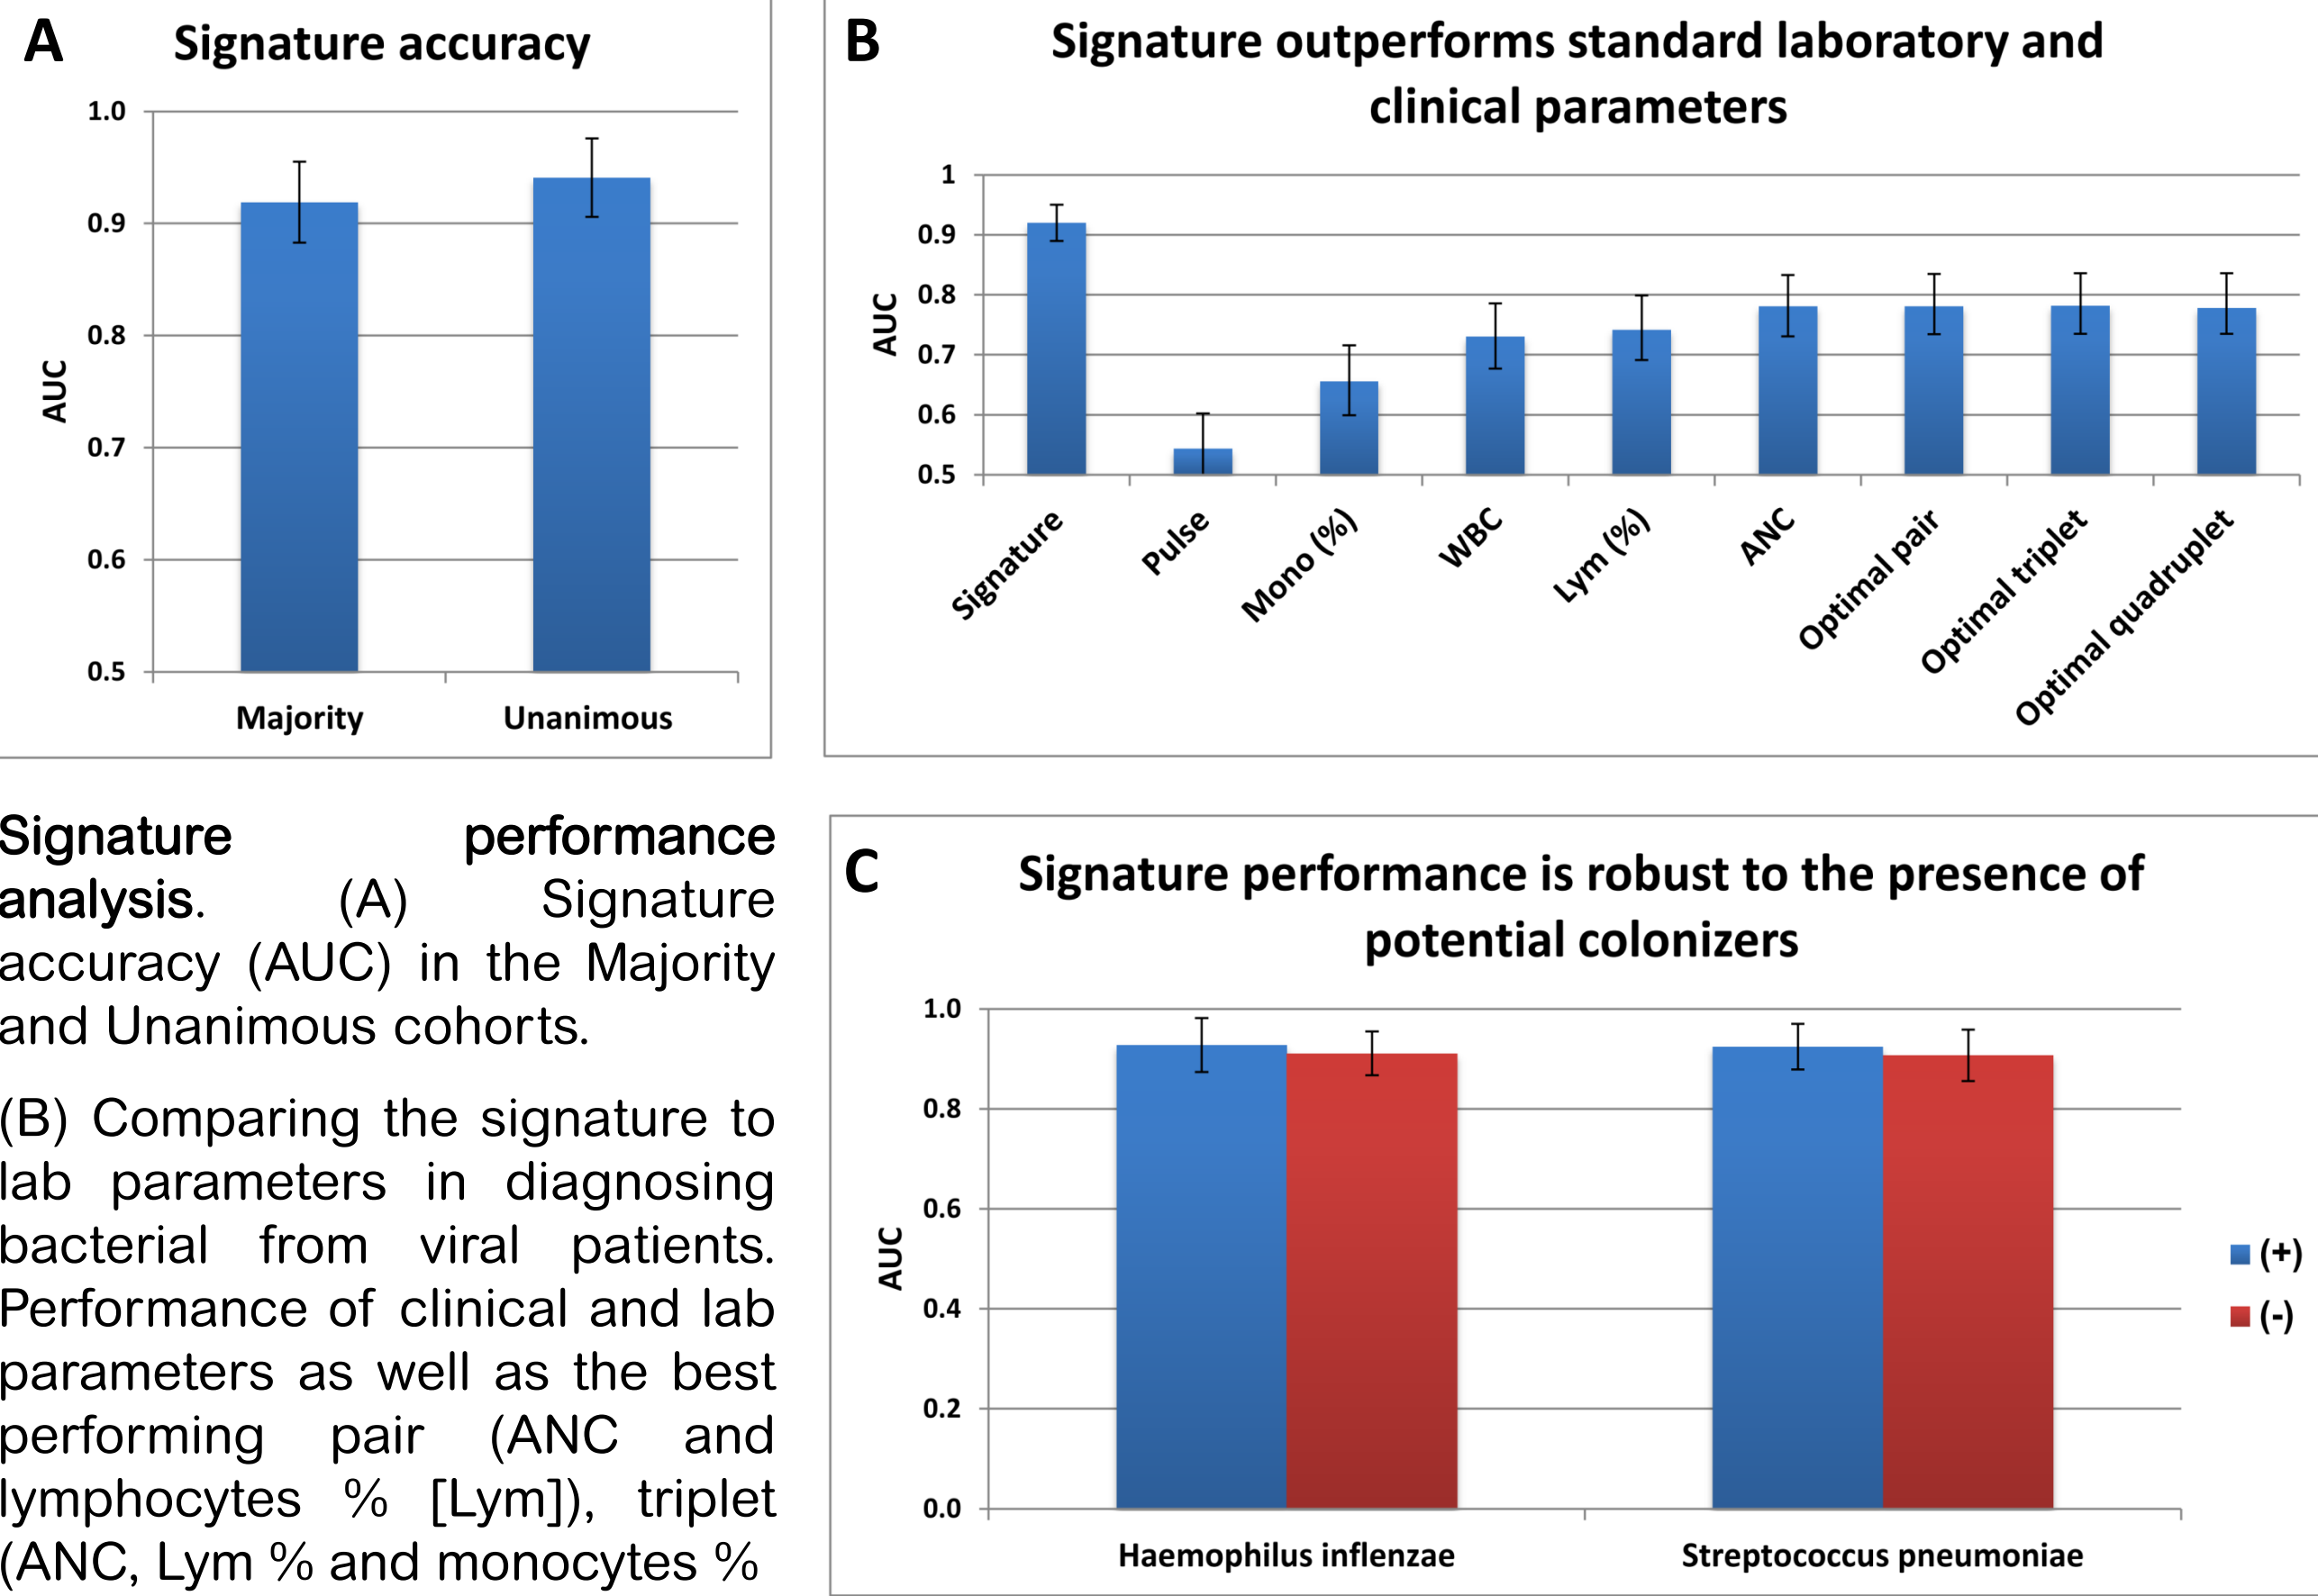 A
Signature accuracy
1.0
0.9
0.8
0.7
0.6
0.5
AUC
Majority
Unanimous
B
Signature outperforms standard laboratory and
clinical parameters
1
0.9
0.8
0.7
0.6
0.5
AUC
Signature
Pulse
Mono (%)
WBC
Lym (%)
ANC
Optimal pair
Optimal triplet
Optimal quadruplet
Signature performance
analysis. (A) Signature
accuracy (AUC) in the Majority
and Unanimous cohorts.
(B) Comparing the signature to
lab parameters in diagnosing
bacterial from viral patients.
Performance of clinical and lab
parameters as well as the best
performing pair (ANC and
lymphocytes % [Lym]), triplet
(ANC, Lym % and monocytes %
C
Signature performance is robust to the presence of
potential colonizers
1.0
0.8
0.6
0.4
0.2
0.0
AUC
Haemophilus inflenzae
Streptococcus pneumoniae
(+)
(-)